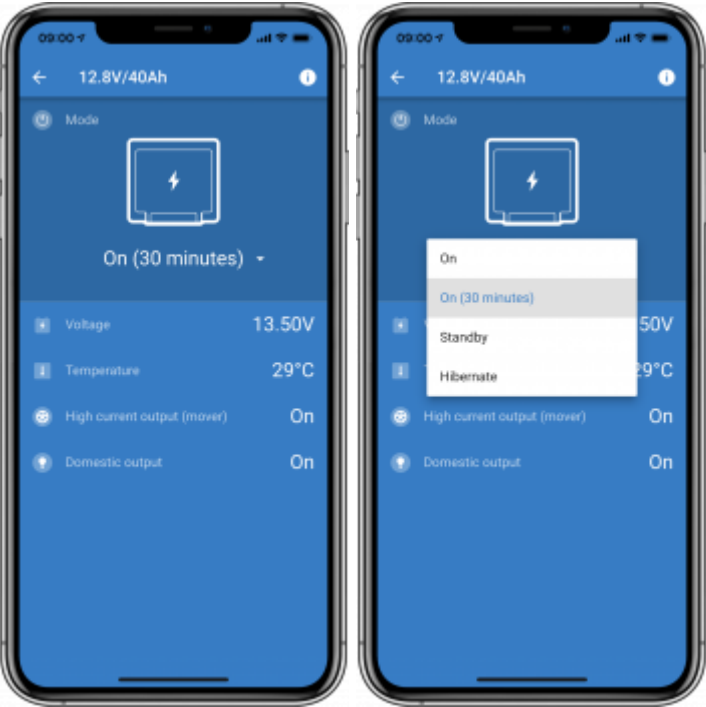 09:00
12.8V/40Ah
Mode
On (30 minutes)
Voltage 13.50V
Temperature 29°C
High current output (mover) On
Domestic output On
09:00
12.8V/40Ah
Mode
On
On (30 minutes)
Standby
Hibernate
50V
9°C
High current output (mover) On
Domestic output On